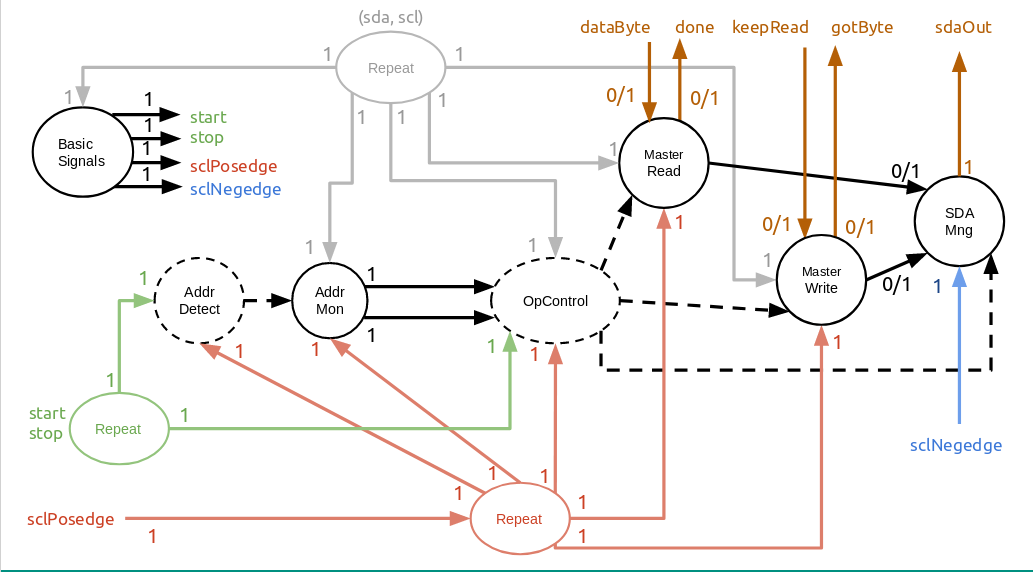 (sda, scl)
dataByte
done
keepRead
gotByte
sdaOut
1
Repeat
1
1
1
1
1
1
1
1
1
1
Basic
Signals
start
stop
sclPosedge
sclNegedge
0/1
0/1
1
Master
Read
0/1
1
1
1
1
0/1
0/1
SDA
Mng
1
Master
Write
0/1
1
1
Addr
Detect
Addr
Mon
1
1
OpControl
1
1
1
1
1
1
start
stop
Repeat
1
sclNegedge
1
1
1
1
1
sclPosedge
1
Repeat